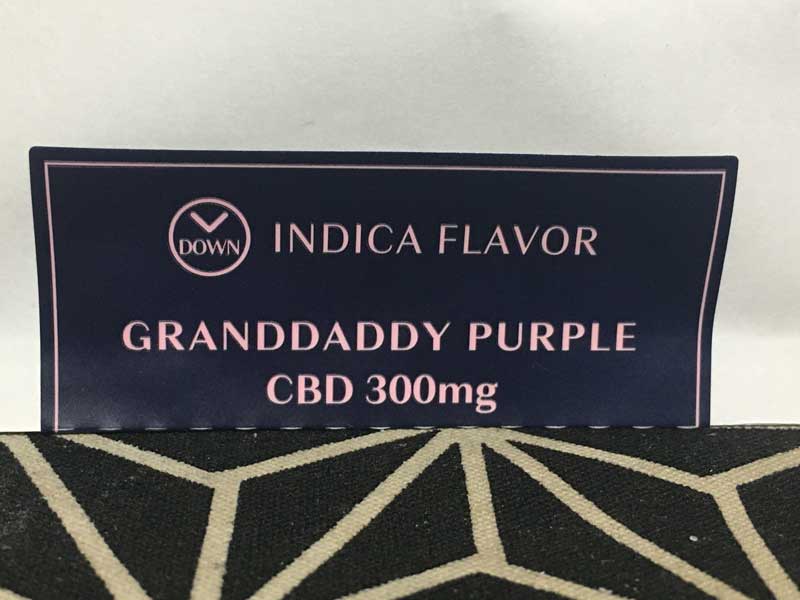 DOWN INDICA FLAVOR
GRANDDADDY PURPLE
CBD 300mg